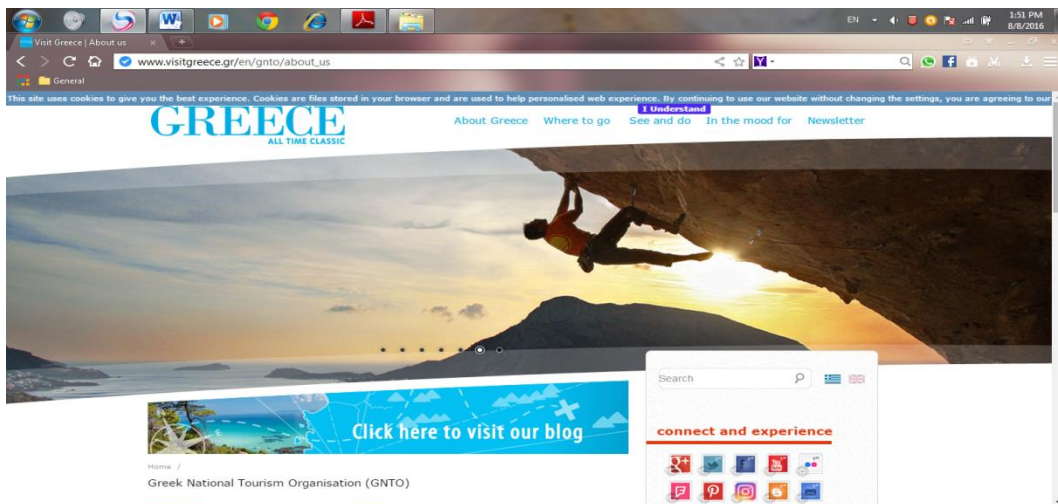 EN
1:51 PM
8/8/2016
Visit Greece | About us
www.visitgreece.gr/en/gnto/about_us
General
This site uses cookies to give you the best experience. Cookies are files stored in your browser and are used to help personalised web experience. By continuing to use our website without changing the settings, you are agreeing to our
I Understand
GREECE
ALL TIME CLASSIC
About Greece Where to go See and do In the mood for Newsletter
Search
Click here to visit our blog
connect and experience
Home /
Greek National Tourism Organisation (GNTO)